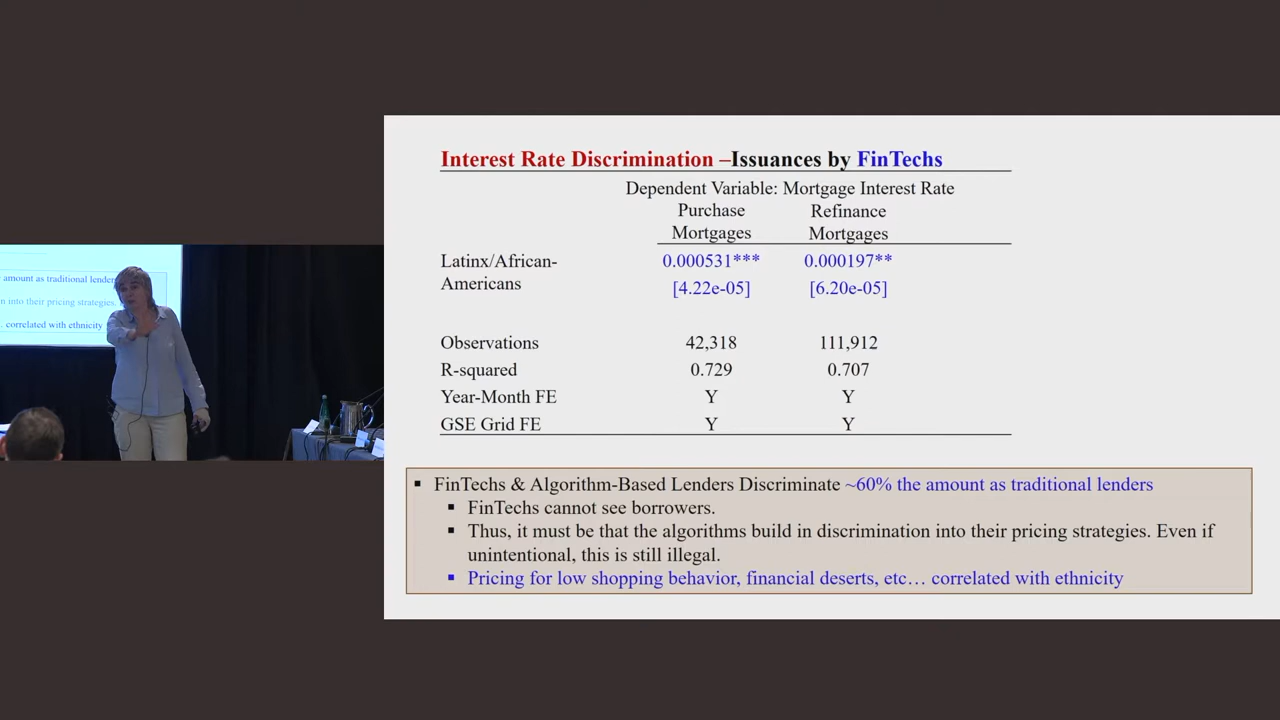 Interest Rate Discrimination –Issuances by FinTechs
Dependent Variable: Mortgage Interest Rate
Purchase Refinance
Mortgages Mortgages
Latinx/African- 0.000531*** 0.000197**
Americans [4.22e-05] [6.20e-05]
Observations 42,318 111,912
R-squared 0.729 0.707
Year-Month FE Y Y
GSE Grid FE Y Y
▪ FinTechs & Algorithm-Based Lenders Discriminate ~60% the amount as traditional lenders
▪ FinTechs cannot see borrowers.
▪ Thus, it must be that the algorithms build in discrimination into their pricing strategies. Even if
unintentional, this is still illegal.
▪ Pricing for low shopping behavior, financial deserts, etc… correlated with ethnicity
amount as traditional lenders
n into their pricing strategies.
correlated with ethnicity